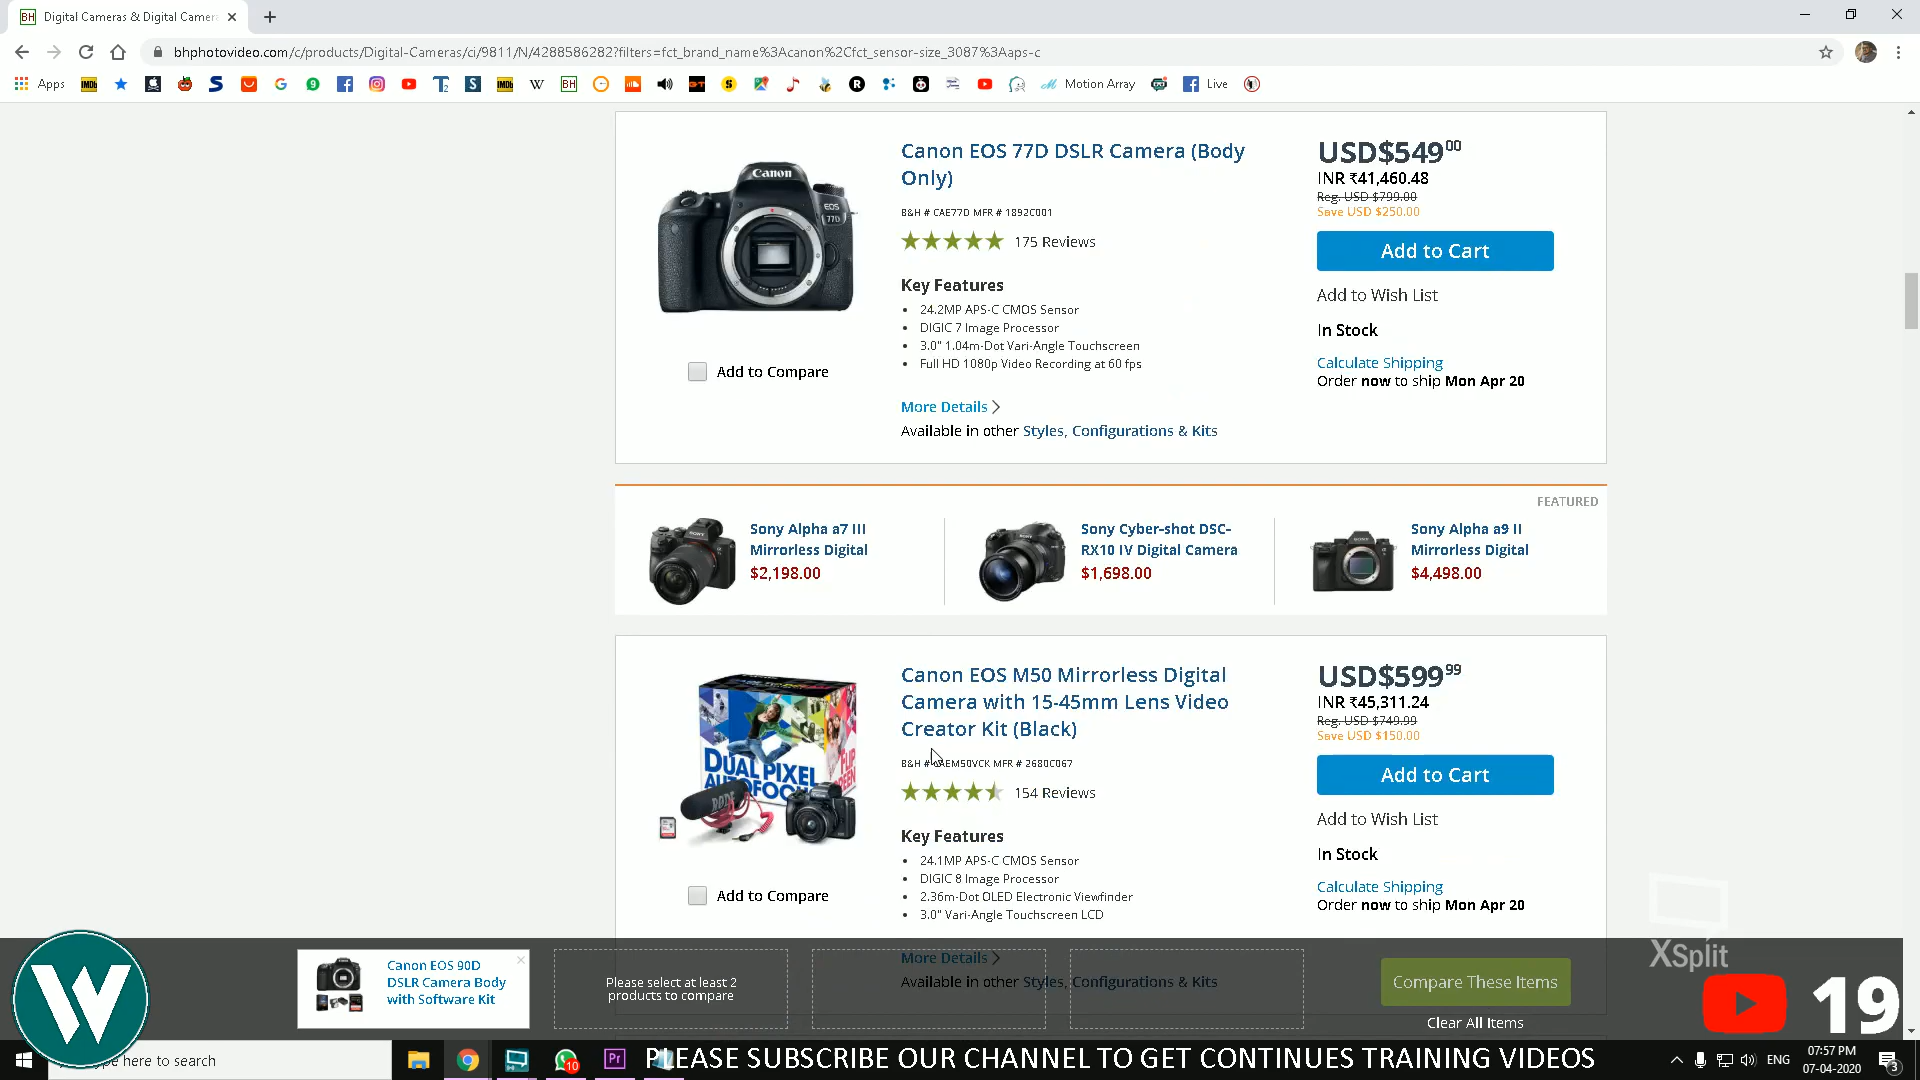 BH Digital Cameras & Digital Camer
bhphotovideo.com/c/products/Digital-Cameras/ci/9811/N/4288586282?filters=fct_brand_name%3Acanon%2Cfct_sensor-size_3087%3Aaps-c
Apps
Motion Array
Live
Canon EOS 77D DSLR Camera (Body
Only)
B&H # CAE77D MFR # 1892C001
175 Reviews
Key Features
• 24.2MP APS-C CMOS Sensor
• DIGIC 7 Image Processor
• 3.0" 1.04m-Dot Vari-Angle Touchscreen
• Full HD 1080p Video Recording at 60 fps
More Details
Available in other Styles, Configurations & Kits
Canon
EOS
77D
Add to Compare
USD$549 00
INR ₹41,460.48
Reg. USD $799.00
Save USD $250.00
Add to Cart
Add to Wish List
In Stock
Calculate Shipping
Order now to ship Mon Apr 20
FEATURED
Sony Alpha a7 III
Mirrorless Digital
$2,198.00
Sony Cyber-shot DSC-
RX10 IV Digital Camera
$1,698.00
Sony Alpha a9 II
Mirrorless Digital
$4,498.00
Canon EOS M50 Mirrorless Digital
Camera with 15-45mm Lens Video
Creator Kit (Black)
MFR # 2680C067
154 Reviews
Key Features
• 24.1MP APS-C CMOS Sensor
• DIGIC 8 Image Processor
• 2.36m-Dot OLED Electronic Viewfinder
• 3.0" Vari-Angle Touchscreen LCD
More Details
Available in other Styles, Configurations & Kits
DUAL PIXEL
AUTOFOCUS
FLIP
SCREEN
RODE
Add to Compare
USD$599 99
INR ₹45,311.24
Reg. USD $749.99
Save USD $150.00
Add to Cart
Add to Wish List
In Stock
Calculate Shipping
Order now to ship Mon Apr 20
Canon EOS 90D
DSLR Camera Body
with Software Kit
Please select at least 2
products to compare
Compare These Items
Clear All Items
XSplit
19
W
here to search
PLEASE SUBSCRIBE OUR CHANNEL TO GET CONTINUES TRAINING VIDEOS
ENG
07:57 PM
07-04-2020
3